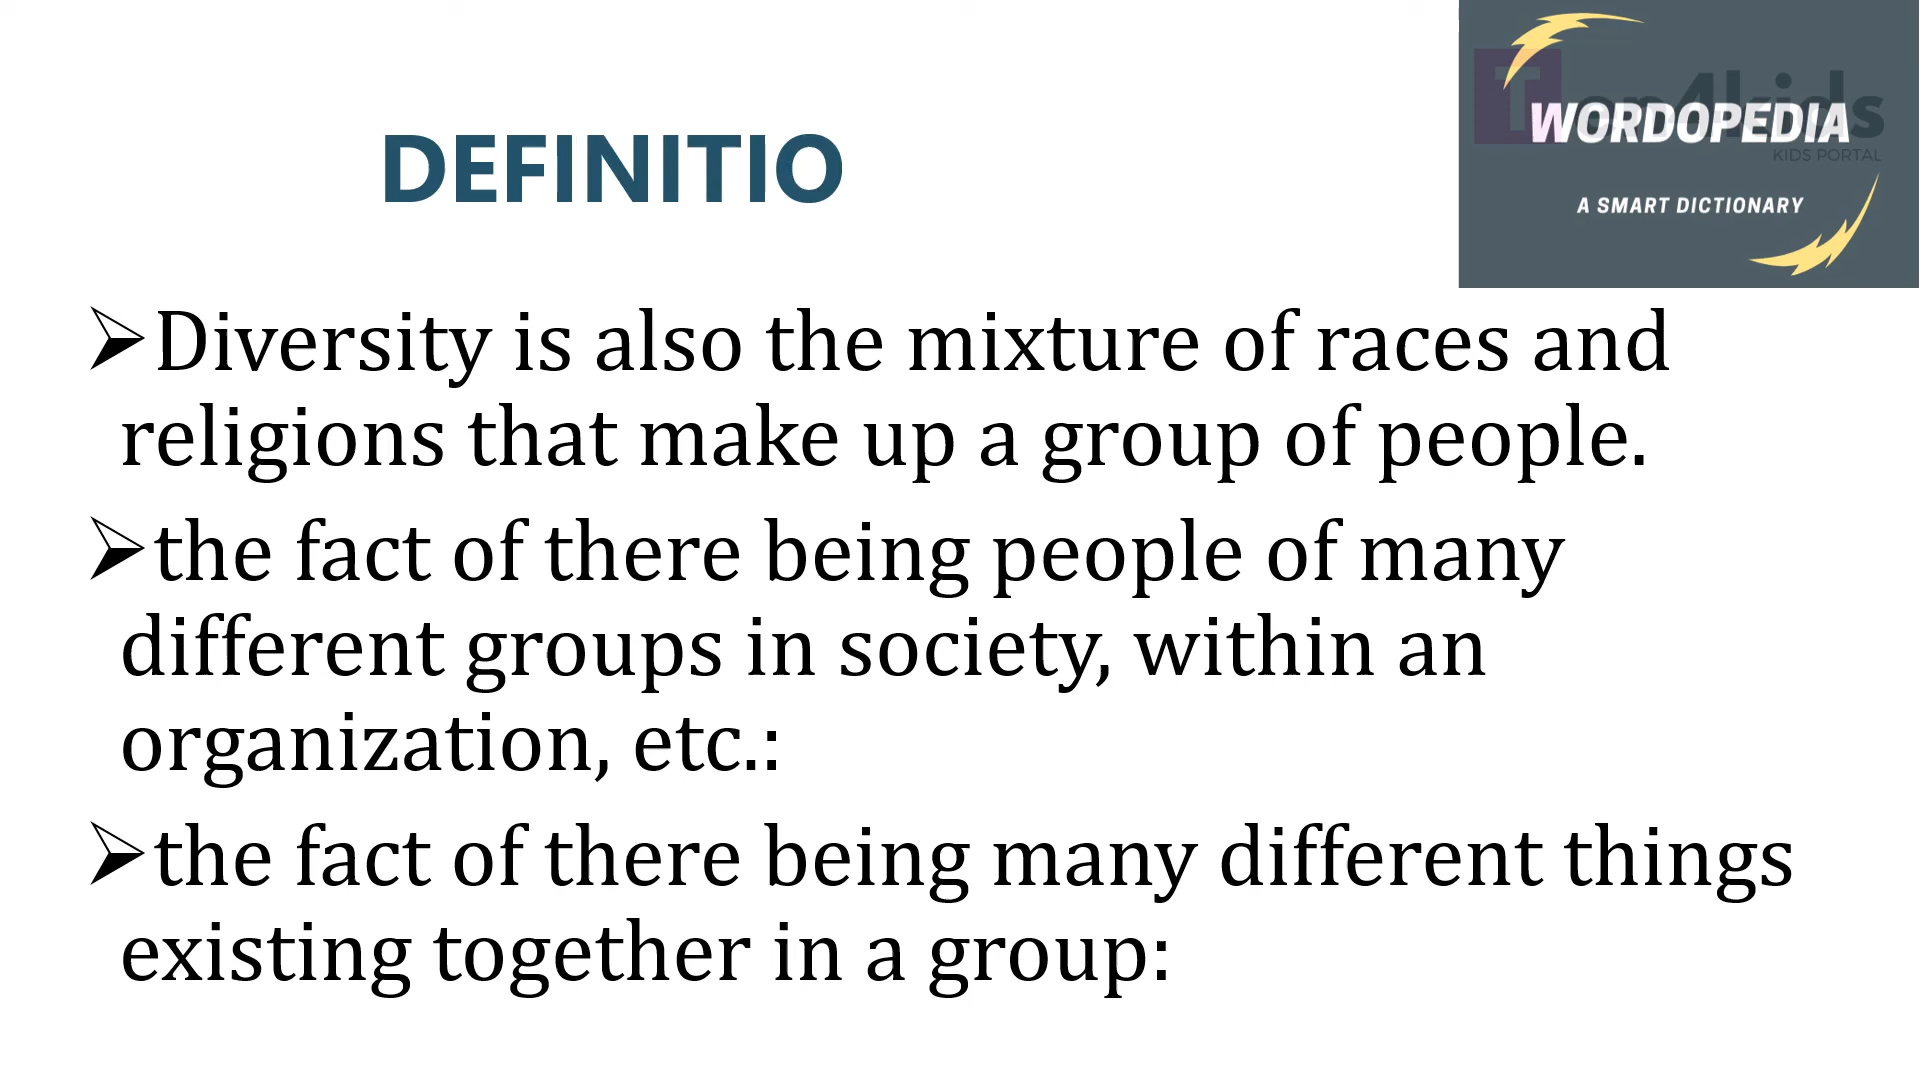 DEFINITIO
WORDOPEDIA
KIDS PORTAL
A SMART DICTIONARY
Diversity is also the mixture of races and
religions that make up a group of people.
the fact of there being people of many
different groups in society, within an
organization, etc.:
the fact of there being many different things
existing together in a group: